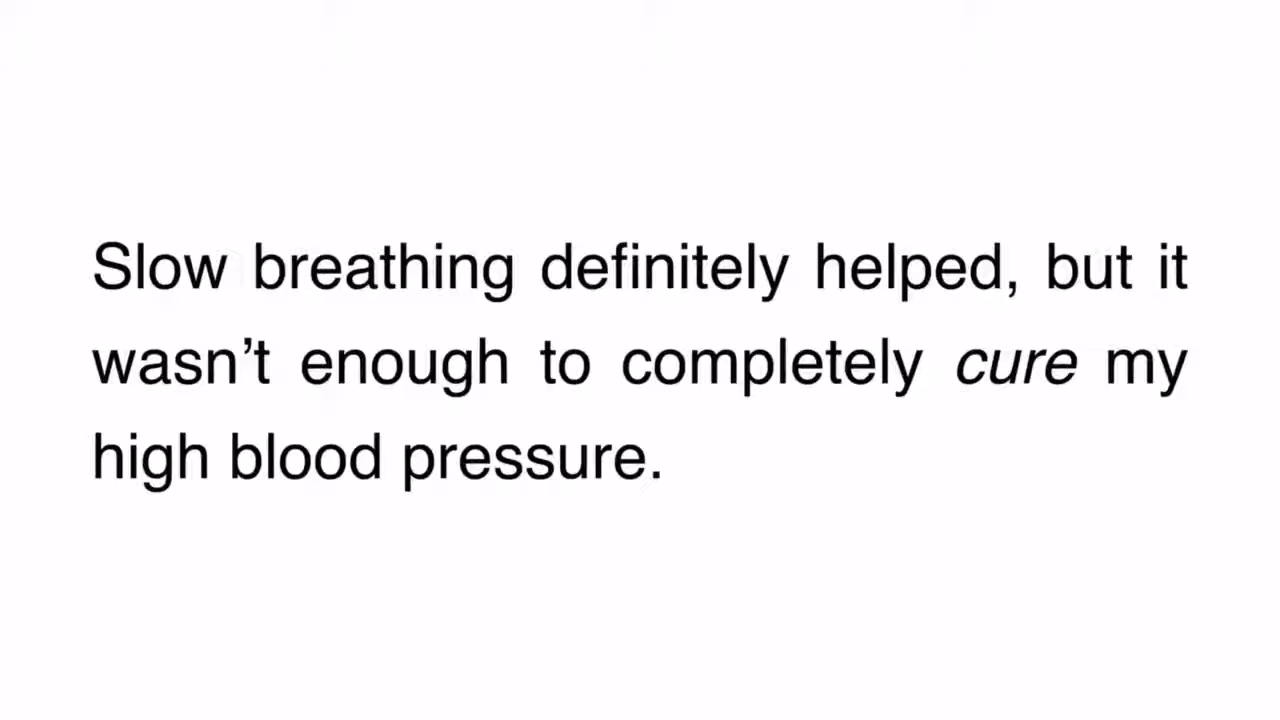 Slow breathing definitely helped, but it
wasn’t enough to completely cure my
high blood pressure.